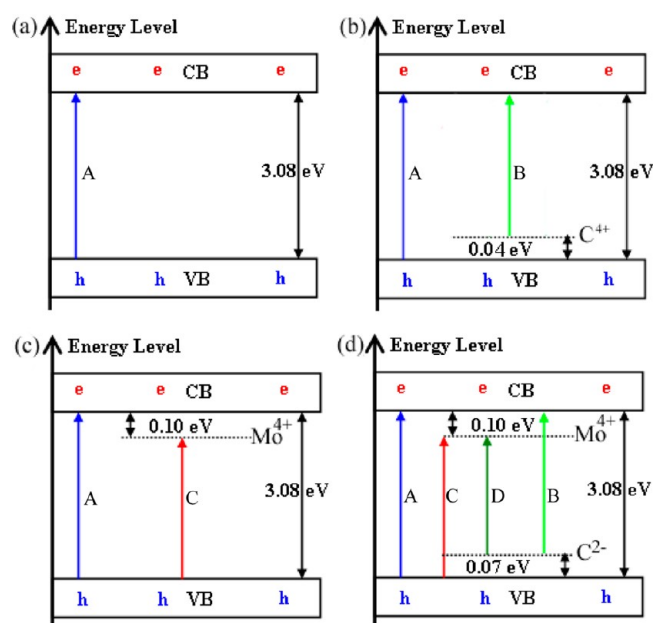 (a) Energy Level
e e CB e
A
3.08 eV
h h VB h
(b) Energy Level
e e CB e
A
B
3.08 eV
C⁴⁺
0.04 eV
h h VB h
(c) Energy Level
e e CB e
0.10 eV
Mo⁴⁺
A
C
3.08 eV
h h VB h
(d) Energy Level
e e CB e
0.10 eV
Mo⁴⁺
A
C
D
B
3.08 eV
C²⁻
0.07 eV
h h VB h